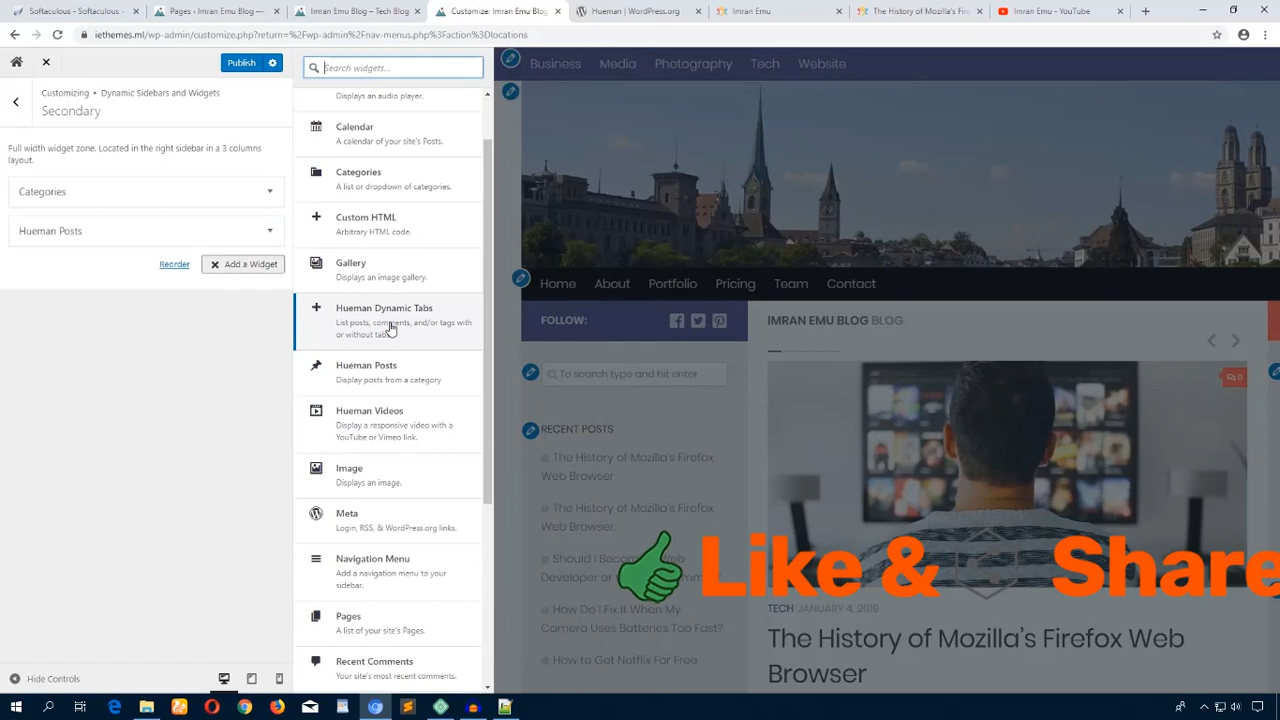 Softaculous - Softaculous -
Pages ‹ Imran Emu Blog —
Imran Emu – Tech Blog
Customize: Imran Emu Blog -
Hueman | WordPress.org
Imran Emu
The History of Mozilla's Firefox
Imran Emu - YouTube
iethemes.ml/wp-admin/customize.php?return=%2Fwp-admin%2Fnav-menus.php%3Faction%3Dlocations
Publish
Search widgets...
Business
Media
Photography
Tech
Website
Customizing ▸ Dynamic Sidebars and Widgets
Secondary
Full width widget zone. Located in the right sidebar in a 3 columns
layout.
Categories
Hueman Posts
Reorder
Add a Widget
Displays an audio player.
Calendar
A calendar of your site's Posts.
Categories
A list or dropdown of categories.
Custom HTML
Arbitrary HTML code.
Gallery
Displays an image gallery.
Hueman Dynamic Tabs
List posts, comments, and/or tags with
or without tabs.
Hueman Posts
Display posts from a category
Hueman Videos
Display a responsive video with a
YouTube or Vimeo link.
Image
Displays an image.
Meta
Login, RSS, & WordPress.org links.
Navigation Menu
Add a navigation menu to your
sidebar.
Pages
A list of your site's Pages.
Recent Comments
Your site's most recent comments.
Home
About
Portfolio
Pricing
Team
Contact
FOLLOW:
To search type and hit enter
RECENT POSTS
The History of Mozilla's Firefox
Web Browser
The History of Mozilla's Firefox
Web Browser.
Should I Become Web
Developer or
How Do I Fix It When My
Camera Uses Batteries Too Fast?
How to Get Netflix For Free
IMRAN EMU BLOG BLOG
0
Like & Share
TECH JANUARY 4, 2019
The History of Mozilla's Firefox Web
Browser
Hide Controls